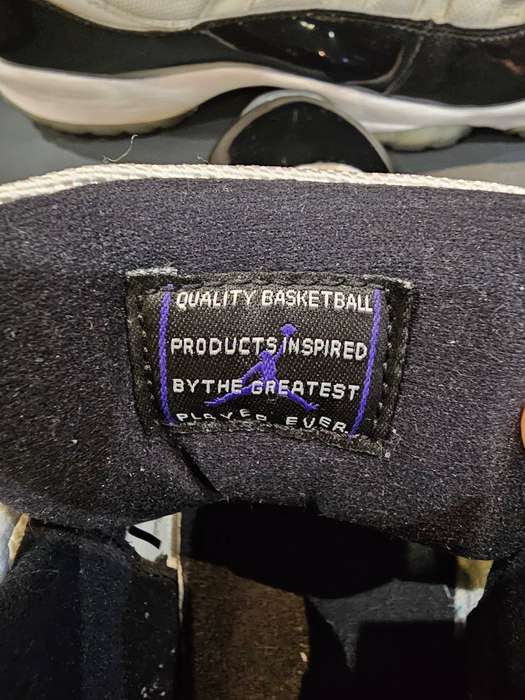 QUALITY BASKETBALL
PRODUCTS INSPIRED
BY THE GREATEST
PLAYER EVER.